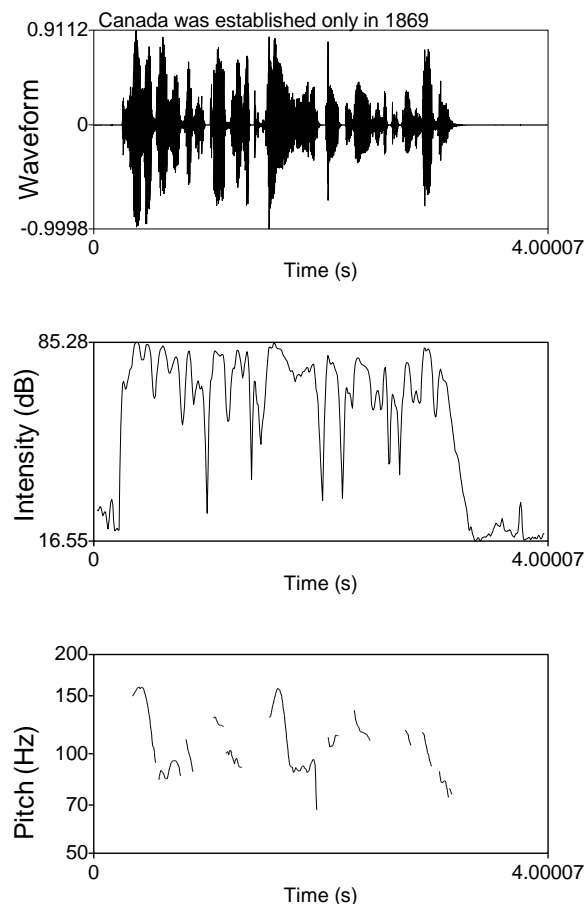 Canada was established only in 1869
0.9112
Waveform
0
-0.9998
0 4.00007
Time (s)
85.28
Intensity (dB)
16.55
0 4.00007
Time (s)
200
150
Pitch (Hz)
100
70
50
0 4.00007
Time (s)